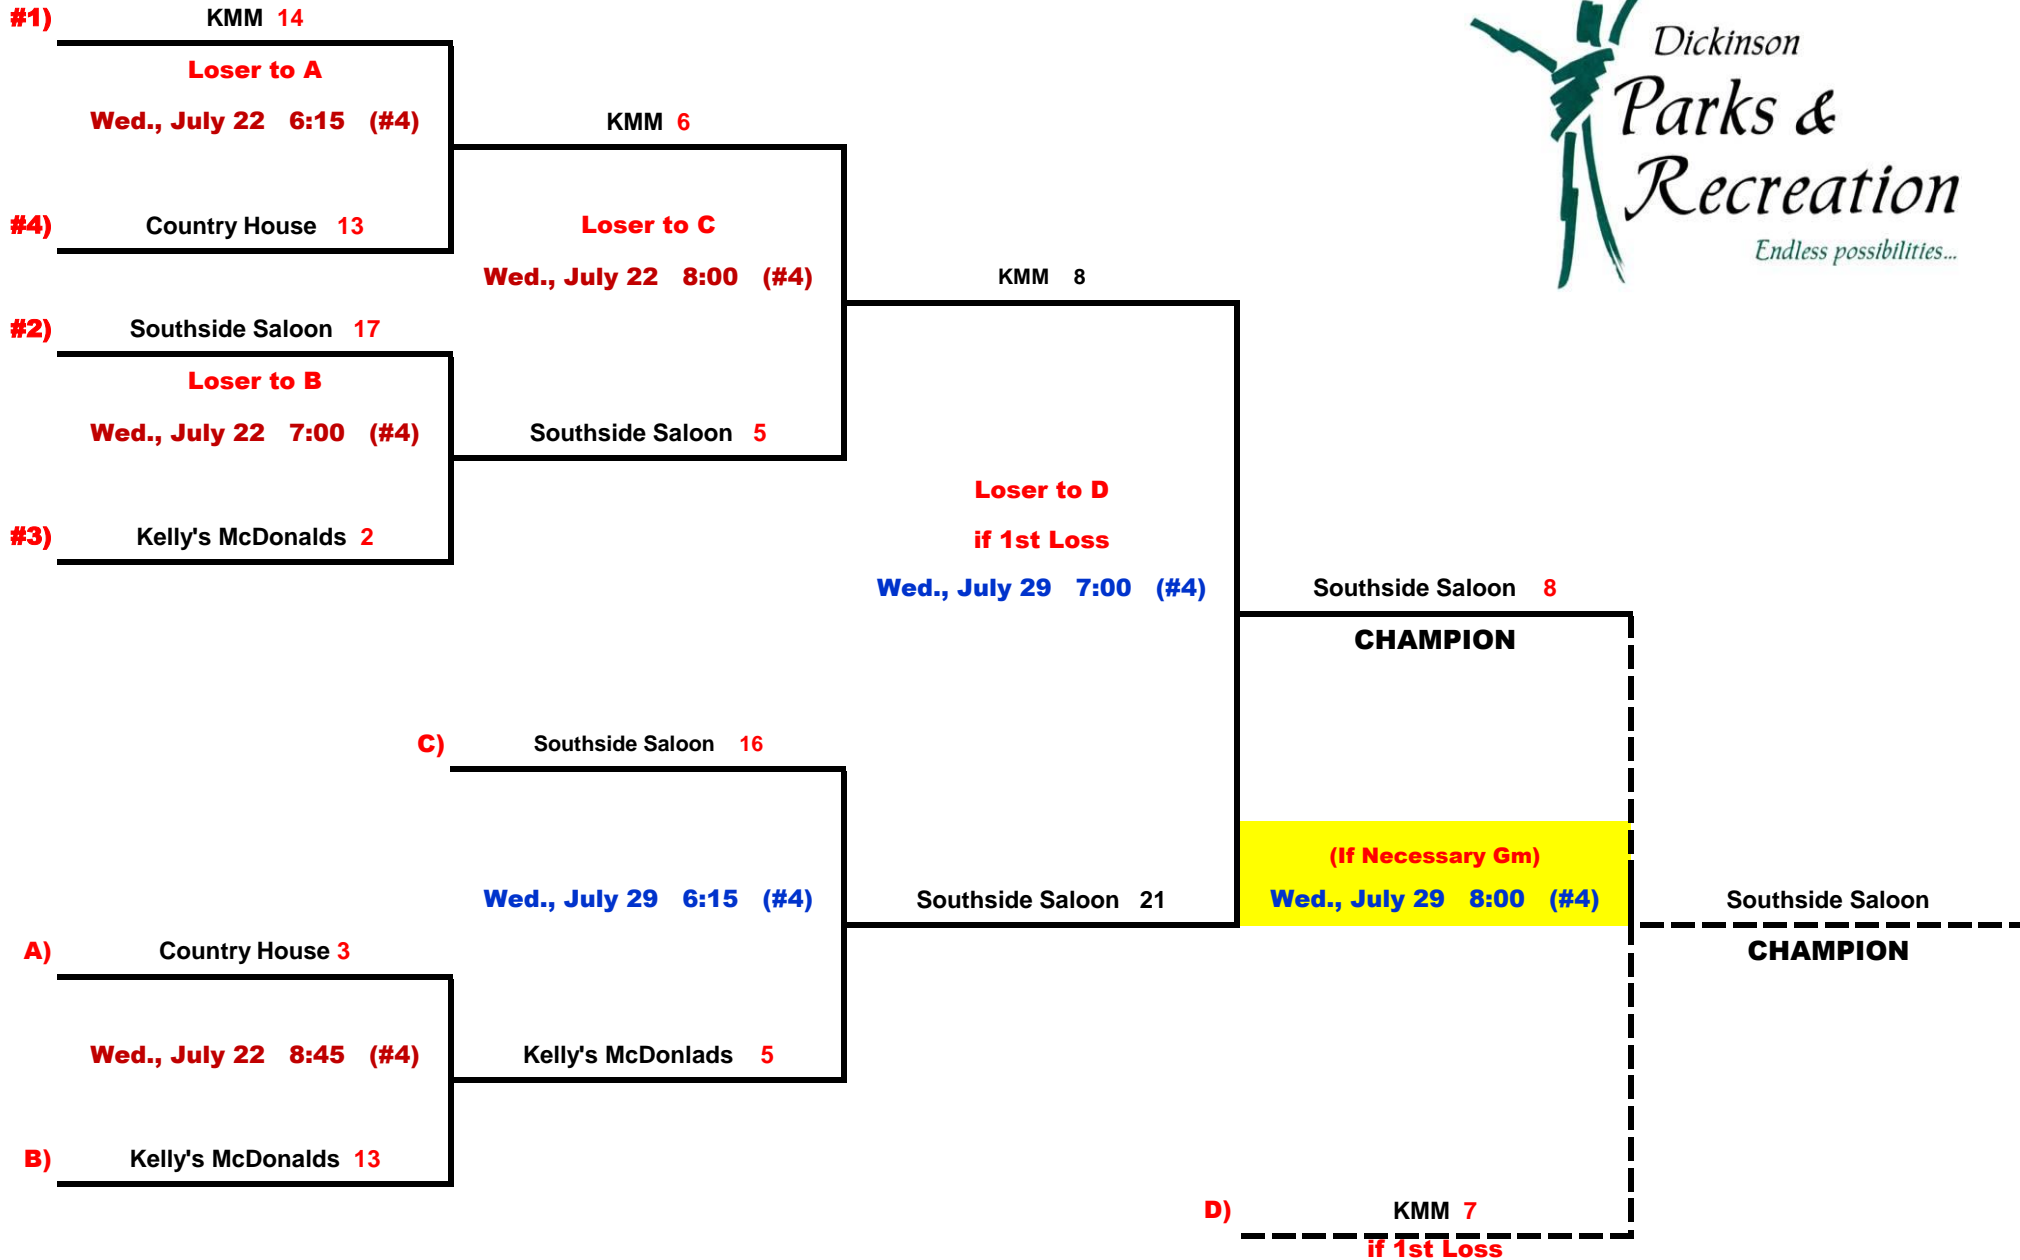 #1) KMM 14
Loser to A
Wed., July 22 6:15 (#4)
#4) Country House 13
#2) Southside Saloon 17
Loser to B
Wed., July 22 7:00 (#4)
#3) Kelly's McDonalds 2
KMM 6
Loser to C
Wed., July 22 8:00 (#4)
Southside Saloon 5
KMM 8
Loser to D
if 1st Loss
Wed., July 29 7:00 (#4)
Dickinson
Parks &
Recreation
Endless possibilities...
Southside Saloon 8
CHAMPION
C) Southside Saloon 16
Wed., July 29 6:15 (#4)
Southside Saloon 21
(If Necessary Gm)
Wed., July 29 8:00 (#4)
Southside Saloon
CHAMPION
A) Country House 3
Wed., July 22 8:45 (#4)
B) Kelly's McDonalds 13
Kelly's McDonlads 5
D) KMM 7
if 1st Loss